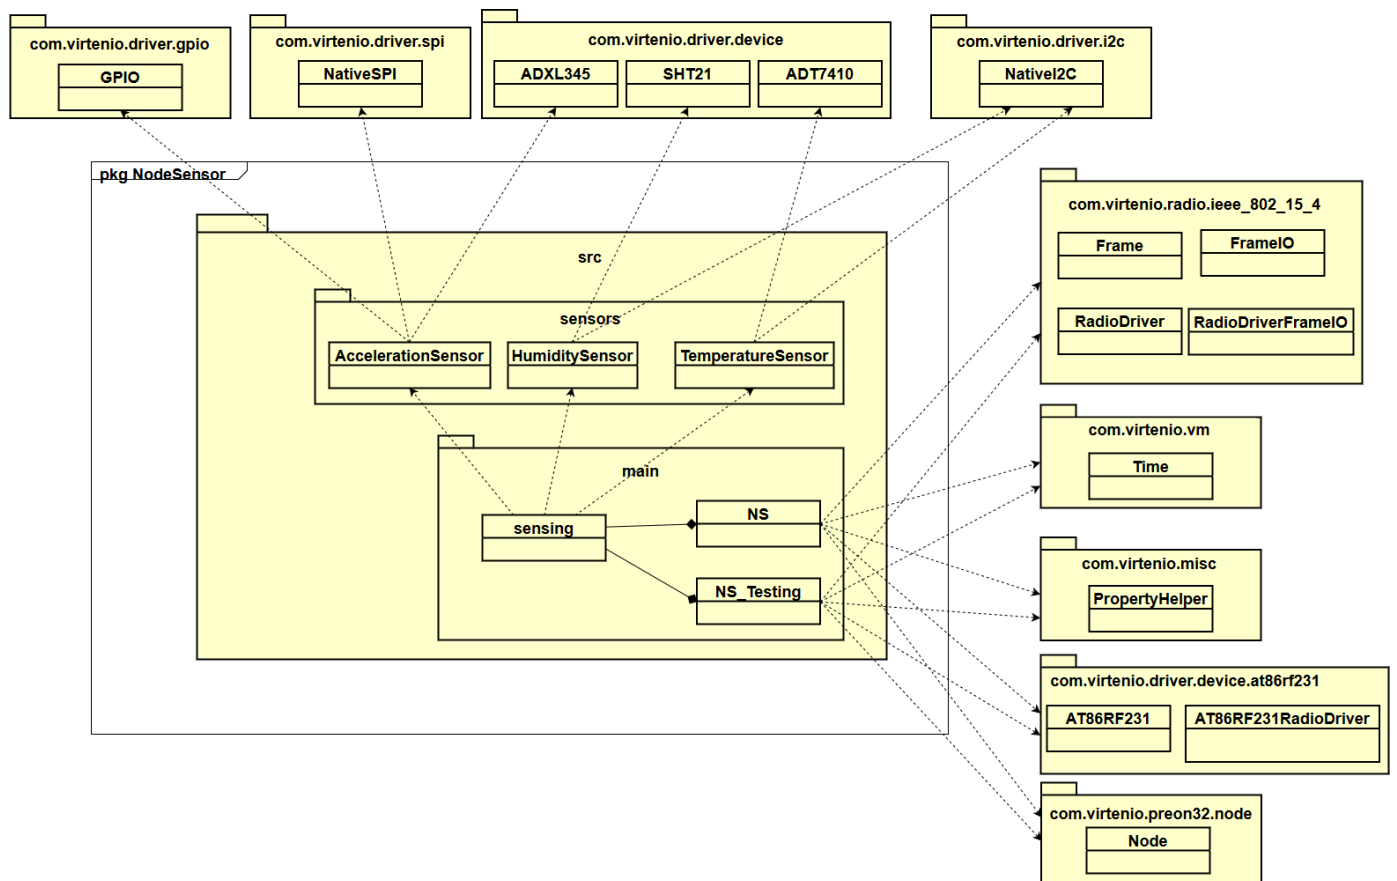 com.virtenio.driver.gpio
GPIO
com.virtenio.driver.spi
NativeSPI
com.virtenio.driver.device
ADXL345
SHT21
ADT7410
com.virtenio.driver.i2c
NativeI2C
pkg NodeSensor
src
sensors
AccelerationSensor
HumiditySensor
TemperatureSensor
main
sensing
NS
NS_Testing
com.virtenio.radio.ieee_802_15_4
Frame
FrameIO
RadioDriver
RadioDriverFrameIO
com.virtenio.vm
Time
com.virtenio.misc
PropertyHelper
com.virtenio.driver.device.at86rf231
AT86RF231
AT86RF231RadioDriver
com.virtenio.preon32.node
Node